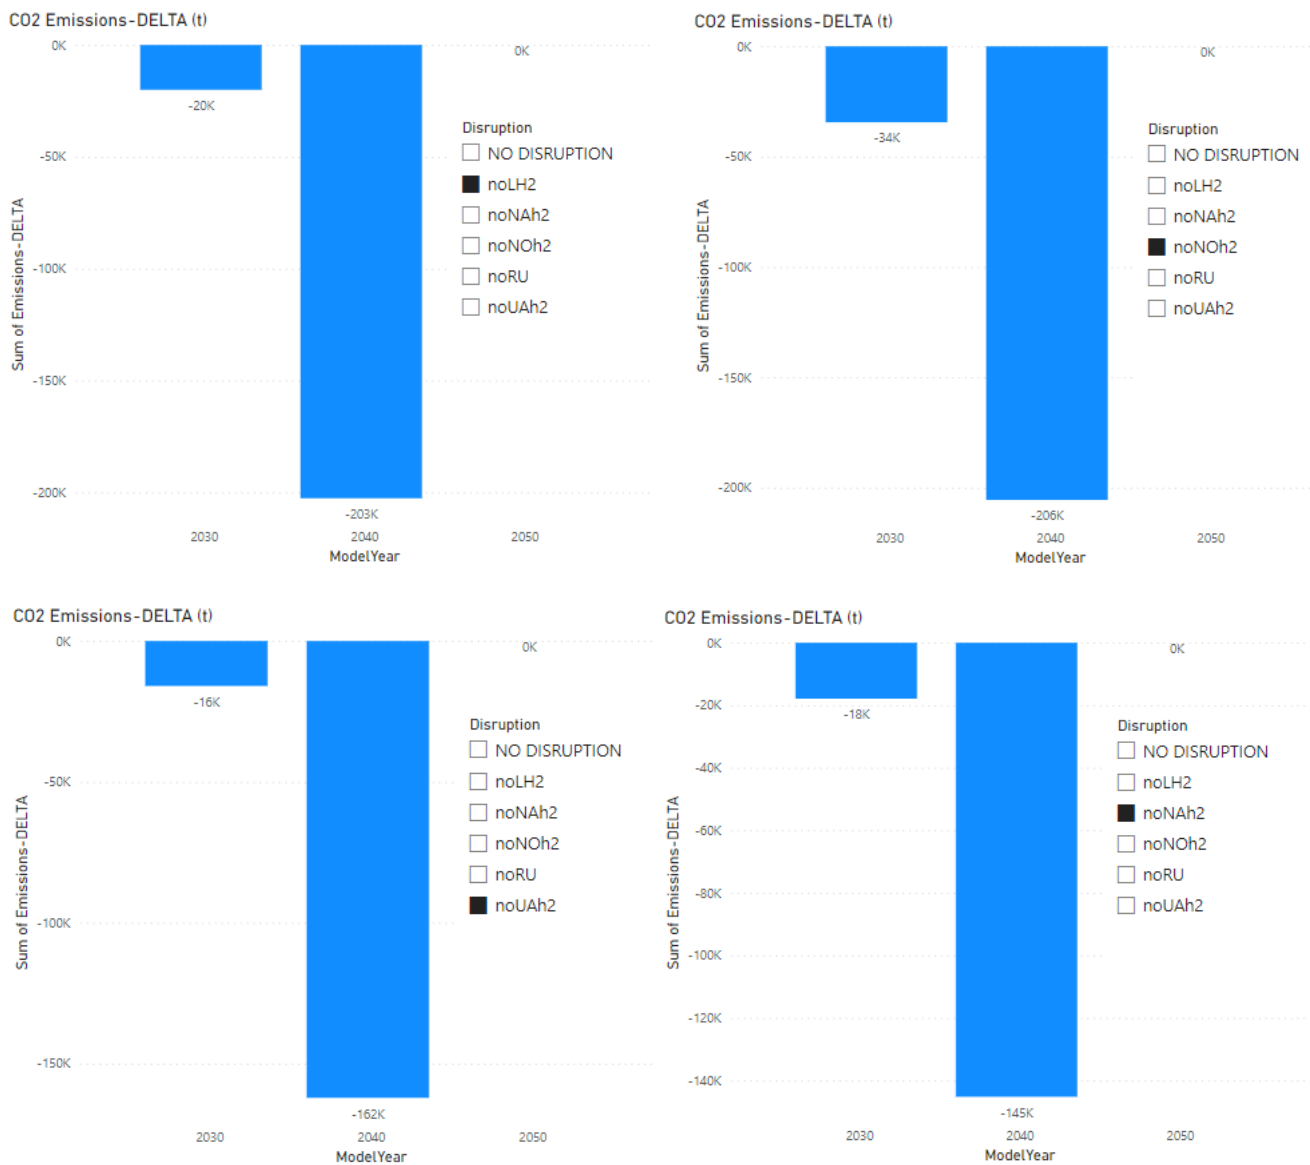 CO2 Emissions-DELTA (t)
0K
-50K
-100K
-150K
-200K
Sum of Emissions-DELTA
-20K
-203K
0K
2030
2040
2050
ModelYear
Disruption
NO DISRUPTION
noLH2
noNAh2
noNOh2
noRU
noUAh2
CO2 Emissions-DELTA (t)
0K
-50K
-100K
-150K
-200K
Sum of Emissions-DELTA
-34K
-206K
0K
2030
2040
2050
ModelYear
Disruption
NO DISRUPTION
noLH2
noNAh2
noNOh2
noRU
noUAh2
CO2 Emissions-DELTA (t)
0K
-50K
-100K
-150K
Sum of Emissions-DELTA
-16K
-162K
0K
2030
2040
2050
ModelYear
Disruption
NO DISRUPTION
noLH2
noNAh2
noNOh2
noRU
noUAh2
CO2 Emissions-DELTA (t)
0K
-20K
-40K
-60K
-80K
-100K
-120K
-140K
Sum of Emissions-DELTA
-18K
-145K
0K
2030
2040
2050
ModelYear
Disruption
NO DISRUPTION
noLH2
noNAh2
noNOh2
noRU
noUAh2